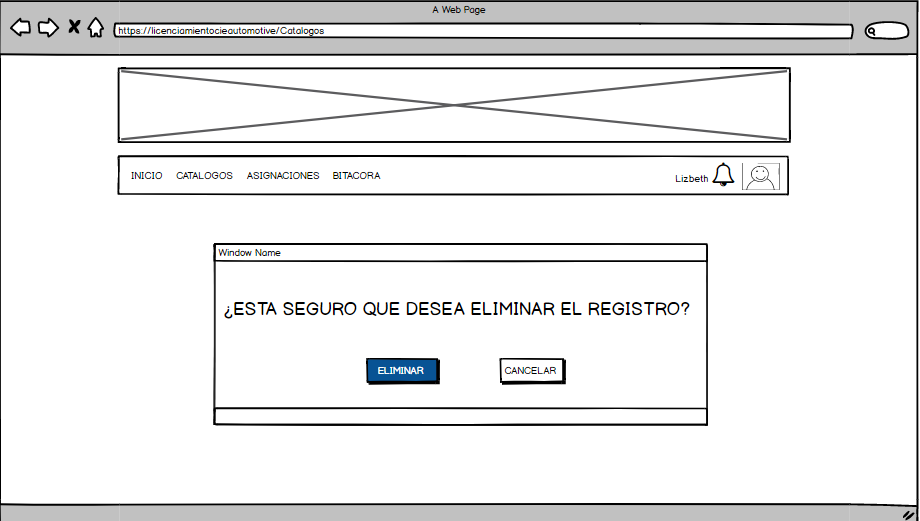 A Web Page
https://licenciamientocieautomotive/Catalogos
INICIO CATALOGOS ASIGNACIONES BITACORA
Lizbeth
Window Name
¿ESTA SEGURO QUE DESEA ELIMINAR EL REGISTRO?
ELIMINAR CANCELAR